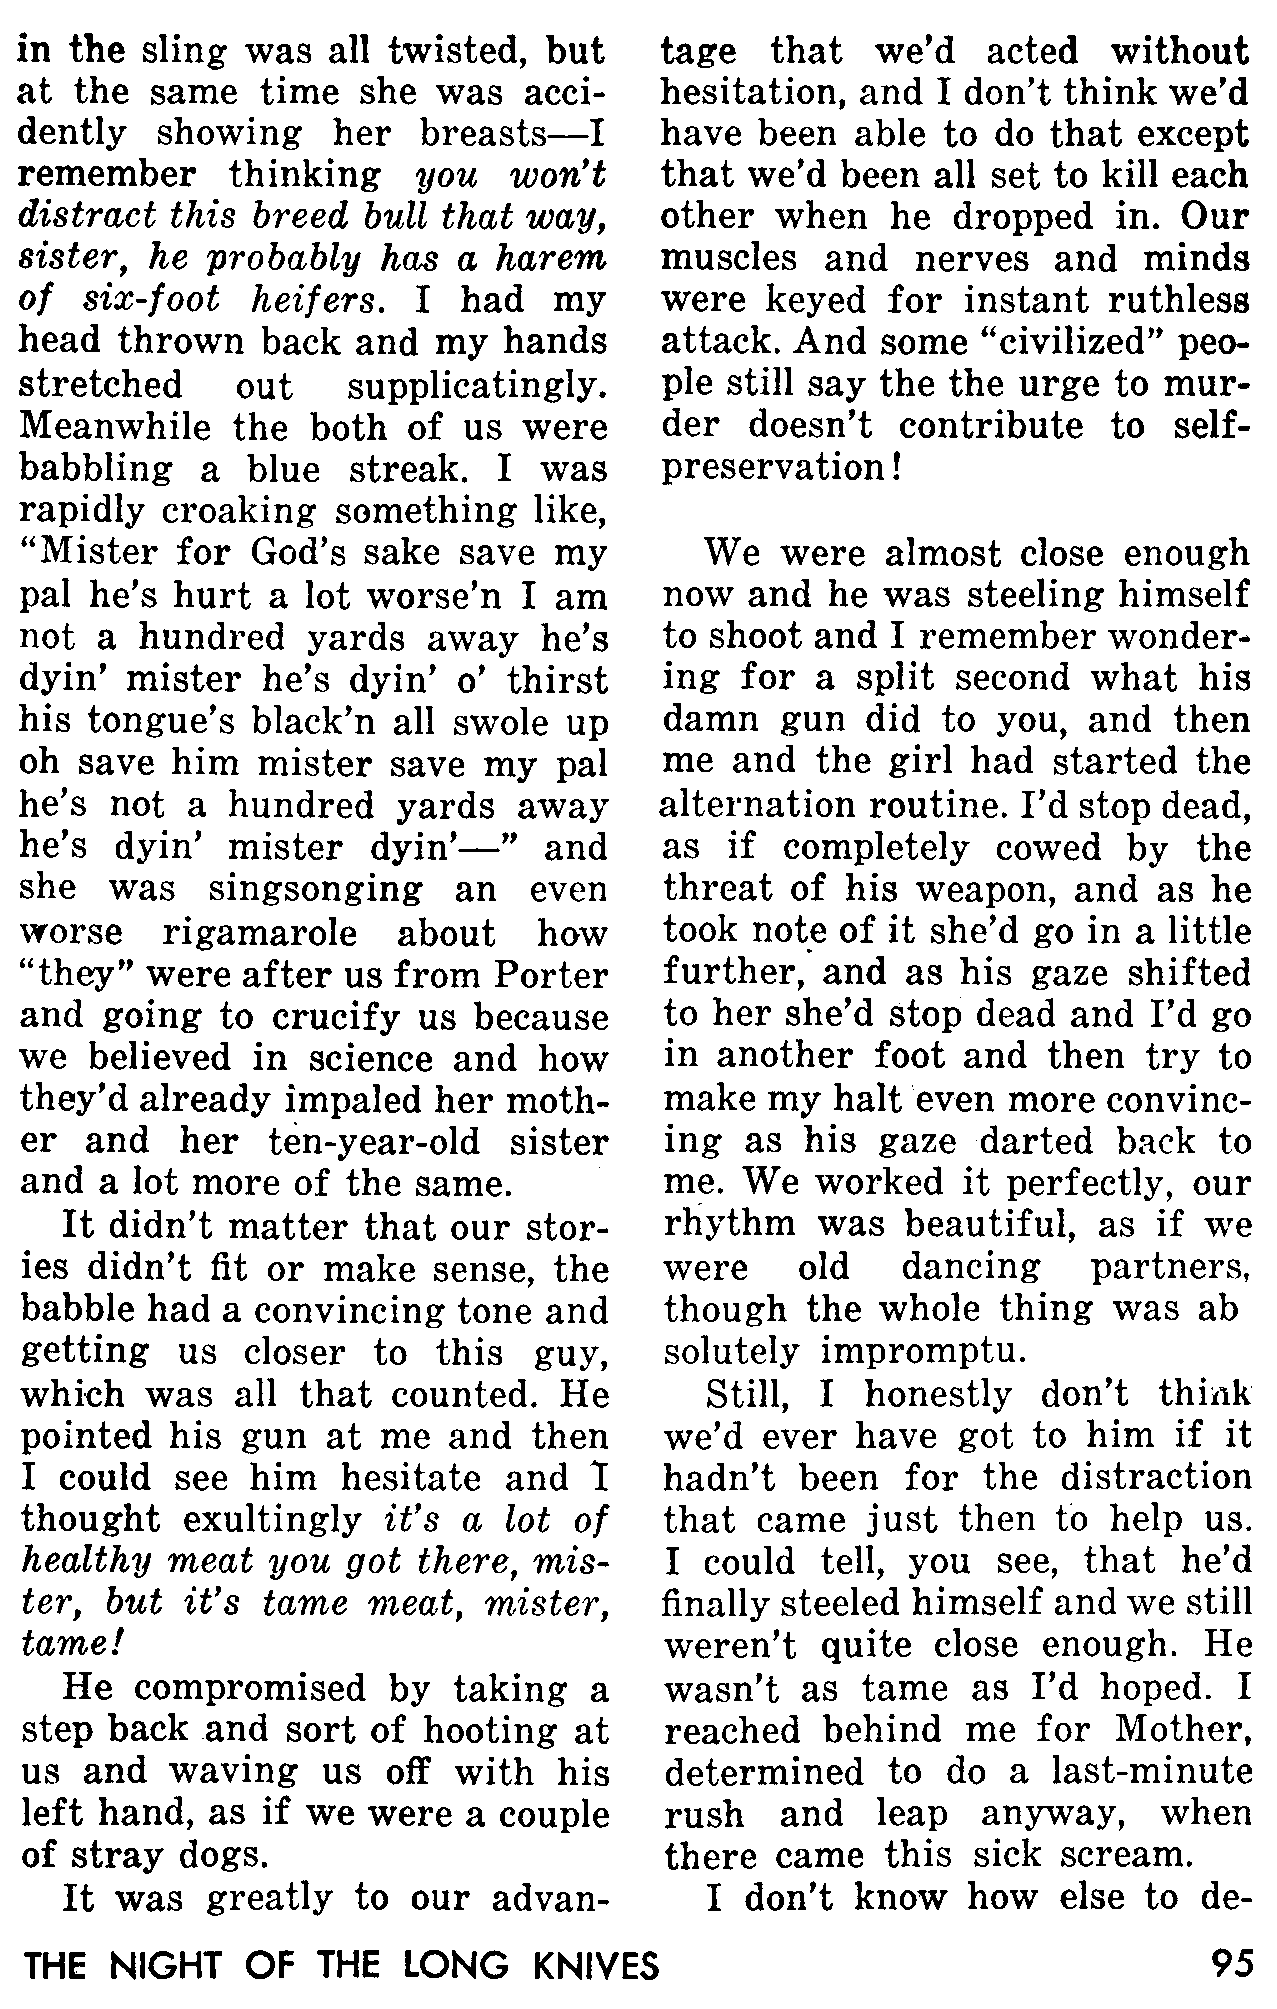 in the sling was all twisted, but
at the same time she was acci-
dently showing her breasts—I
remember thinking you won't
distract this breed bull that way,
sister, he probably has a harem
of six-foot heifers. I had my
head thrown back and my hands
stretched out supplicatingly.
Meanwhile the both of us were
babbling a blue streak. I was
rapidly croaking something like,
“Mister for God's sake save my
pal he's hurt a lot worse'n I am
not a hundred yards away he's
dyin' mister he's dyin' o' thirst
his tongue's black'n all swole up
oh save him mister save my pal
he's not a hundred yards away
he's dyin' mister dyin'—” and
she was singsonging an even
worse rigamarole about how
“they” were after us from Porter
and going to crucify us because
we believed in science and how
they'd already impaled her moth-
er and her ten-year-old sister
and a lot more of the same.
It didn't matter that our stor-
ies didn't fit or make sense, the
babble had a convincing tone and
getting us closer to this guy,
which was all that counted. He
pointed his gun at me and then
I could see him hesitate and I
thought exultingly it's a lot of
healthy meat you got there, mis-
ter, but it's tame meat, mister,
tame!
He compromised by taking a
step back and sort of hooting at
us and waving us off with his
left hand, as if we were a couple
of stray dogs.
It was greatly to our advan-
tage that we'd acted without
hesitation, and I don't think we'd
have been able to do that except
that we'd been all set to kill each
other when he dropped in. Our
muscles and nerves and minds
were keyed for instant ruthless
attack. And some “civilized” peo-
ple still say the the urge to mur-
der doesn't contribute to self-
preservation!
We were almost close enough
now and he was steeling himself
to shoot and I remember wonder-
ing for a split second what his
damn gun did to you, and then
me and the girl had started the
alternation routine. I'd stop dead,
as if completely cowed by the
threat of his weapon, and as he
took note of it she'd go in a little
further, and as his gaze shifted
to her she'd stop dead and I'd go
in another foot and then try to
make my halt even more convinc-
ing as his gaze darted back to
me. We worked it perfectly, our
rhythm was beautiful, as if we
were old dancing partners,
though the whole thing was ab
solutely impromptu.
Still, I honestly don't think
we'd ever have got to him if it
hadn't been for the distraction
that came just then to help us.
I could tell, you see, that he'd
finally steeled himself and we still
weren't quite close enough. He
wasn't as tame as I'd hoped. I
reached behind me for Mother,
determined to do a last-minute
rush and leap anyway, when
there came this sick scream.
I don't know how else to de-
THE NIGHT OF THE LONG KNIVES 95